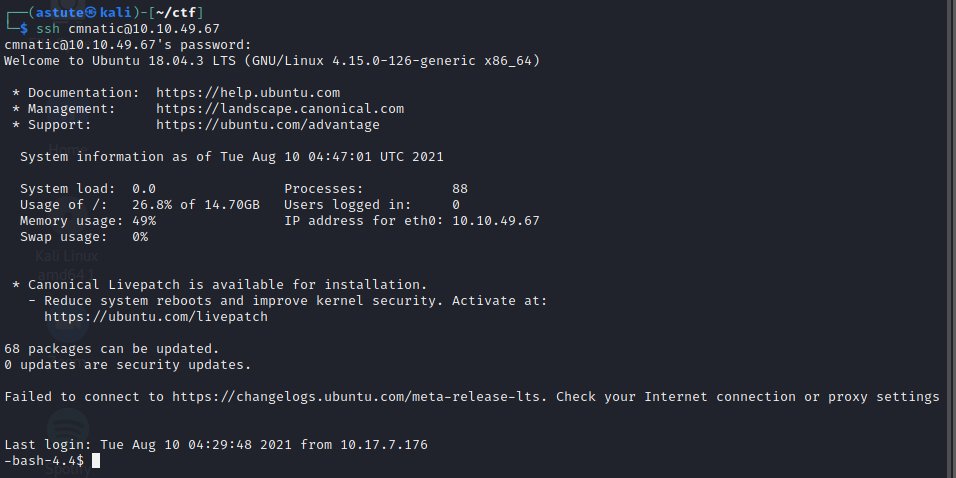 ┌──(astute㉿kali)-[~/ctf]
└─$ ssh cmnatic@10.10.49.67
cmnatic@10.10.49.67's password:
Welcome to Ubuntu 18.04.3 LTS (GNU/Linux 4.15.0-126-generic x86_64)
* Documentation:  https://help.ubuntu.com
* Management:     https://landscape.canonical.com
* Support:        https://ubuntu.com/advantage
System information as of Tue Aug 10 04:47:01 UTC 2021
System load:  0.0                Processes:           88
Usage of /:   26.8% of 14.70GB   Users logged in:     0
Memory usage: 49%                IP address for eth0: 10.10.49.67
Swap usage:   0%
Kali Linux
* Canonical Livepatch is available for installation.
- Reduce system reboots and improve kernel security. Activate at:
https://ubuntu.com/livepatch
68 packages can be updated.
0 updates are security updates.
Failed to connect to https://changelogs.ubuntu.com/meta-release-lts. Check your Internet connection or proxy settings
Last login: Tue Aug 10 04:29:48 2021 from 10.17.7.176
-bash-4.4$
Spotify